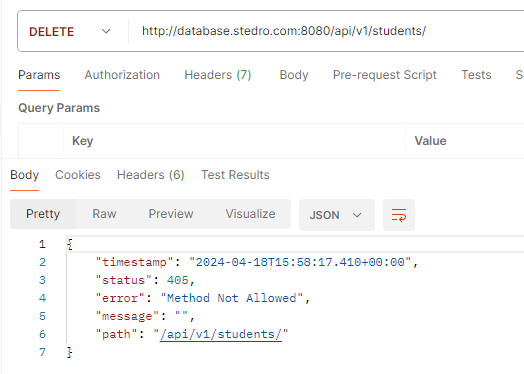 DELETE http://database.stedro.com:8080/api/v1/students/
Params Authorization Headers (7) Body Pre-request Script Tests S
Query Params
Key Value
Body Cookies Headers (6) Test Results
Pretty Raw Preview Visualize JSON
1 {
2 "timestamp": "2024-04-18T15:58:17.410+00:00",
3 "status": 405,
4 "error": "Method Not Allowed",
5 "message": "",
6 "path": "/api/v1/students/"
7 }